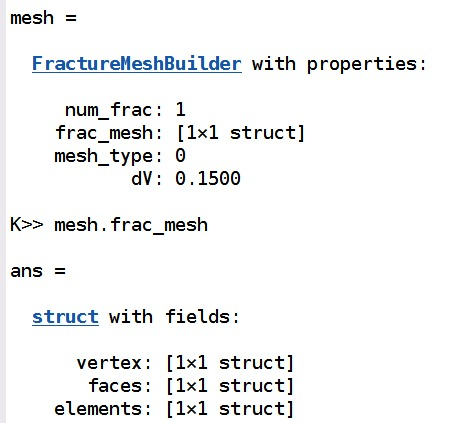 mesh =
FractureMeshBuilder with properties:
num_frac: 1
frac_mesh: [1×1 struct]
mesh_type: 0
dV: 0.1500
K>> mesh.frac_mesh
ans =
struct with fields:
vertex: [1×1 struct]
faces: [1×1 struct]
elements: [1×1 struct]